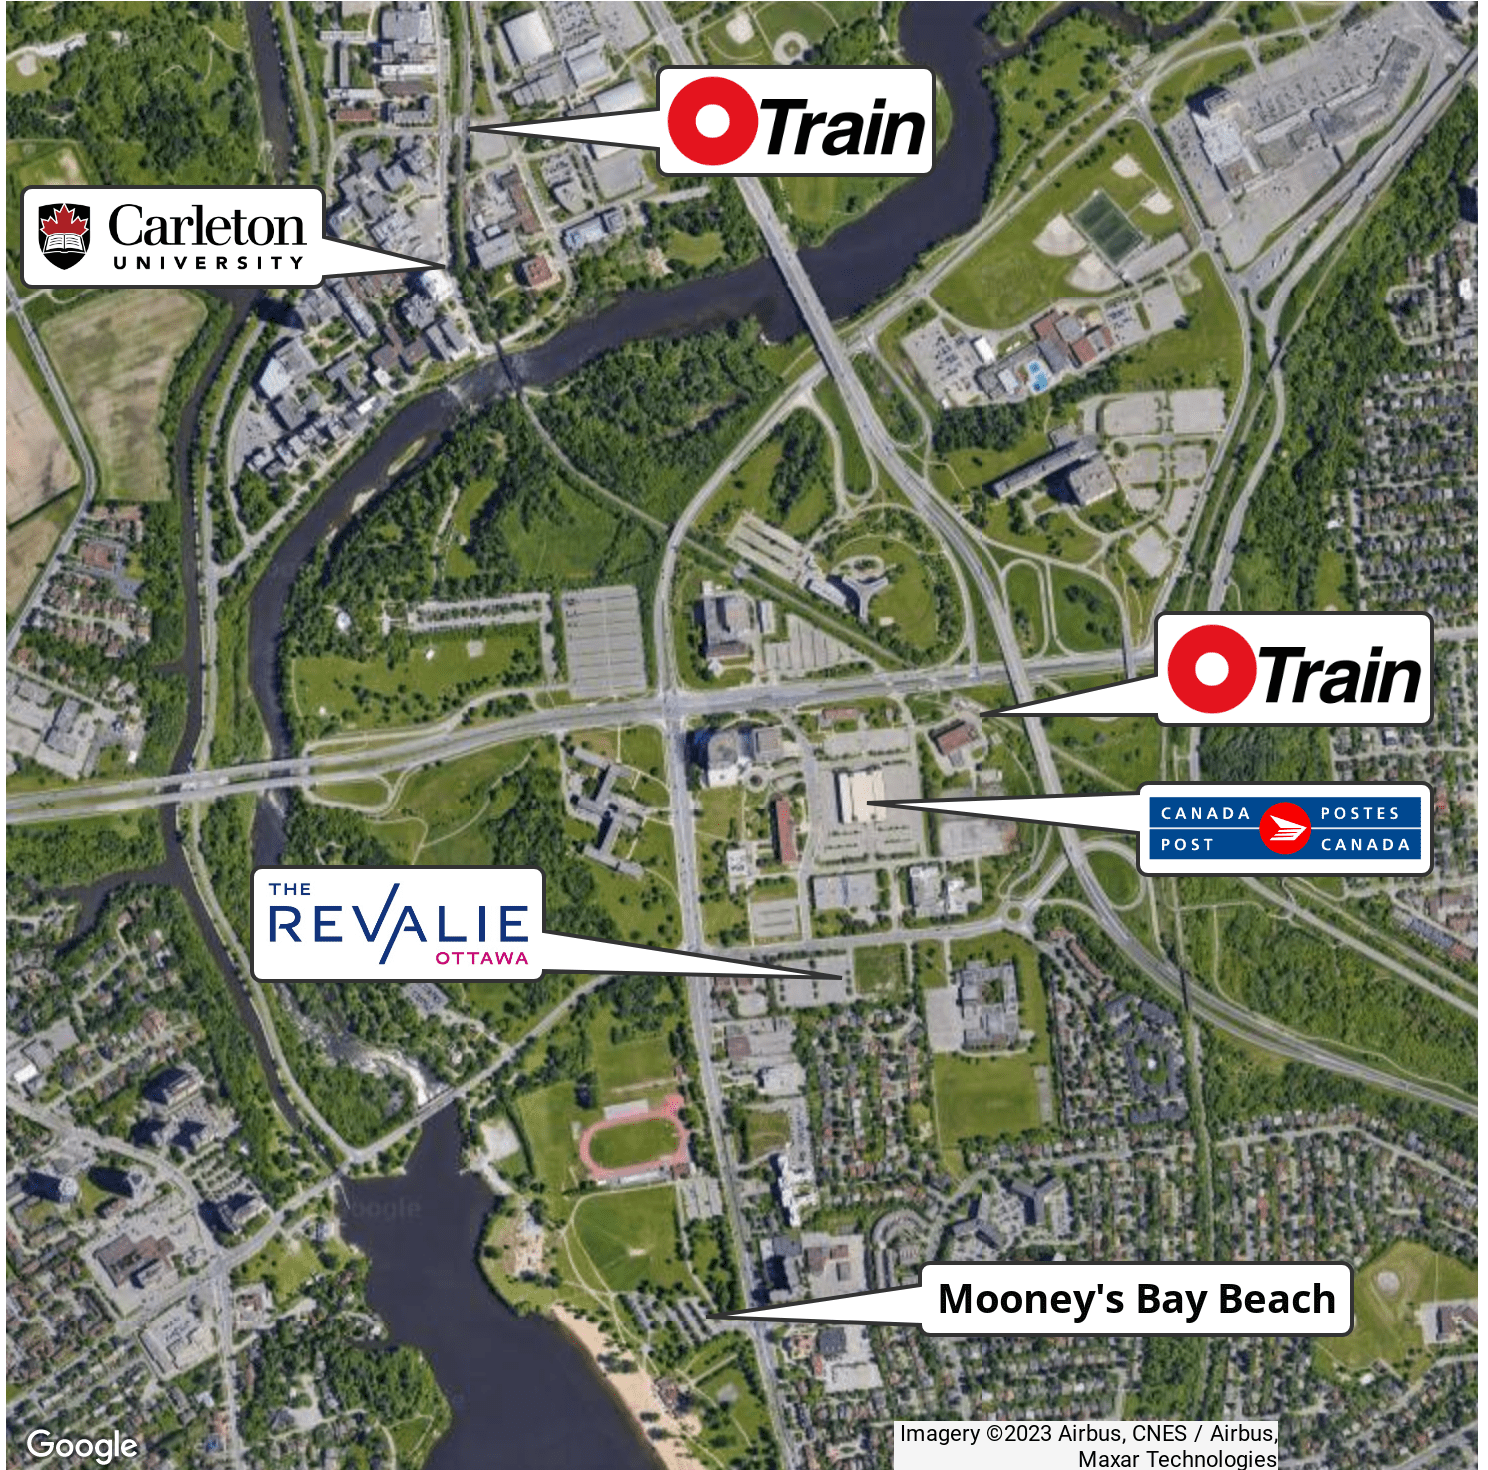 Train
Carleton
UNIVERSITY
Train
CANADA POSTES
POST CANADA
THE
REVALIE
OTTAWA
Mooney's Bay Beach
Google
Google
Imagery ©2023 Airbus, CNES / Airbus,
Maxar Technologies